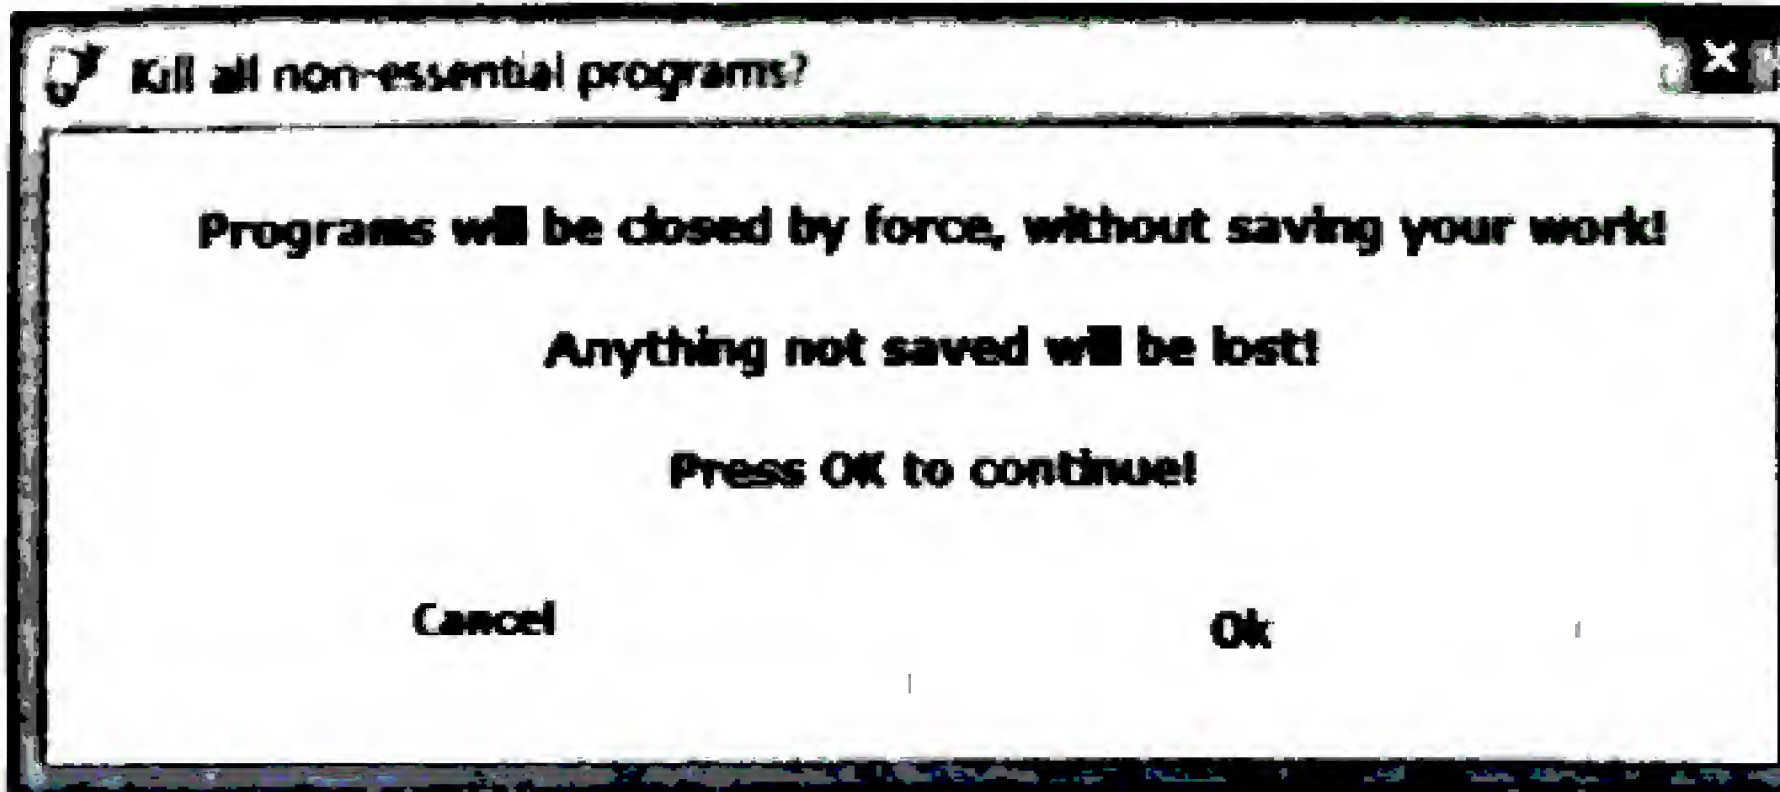 Kill all non-essential programs?
Programs will be closed by force, without saving your work!
Anything not saved will be lost!
Press OK to continue!
Cancel Ok